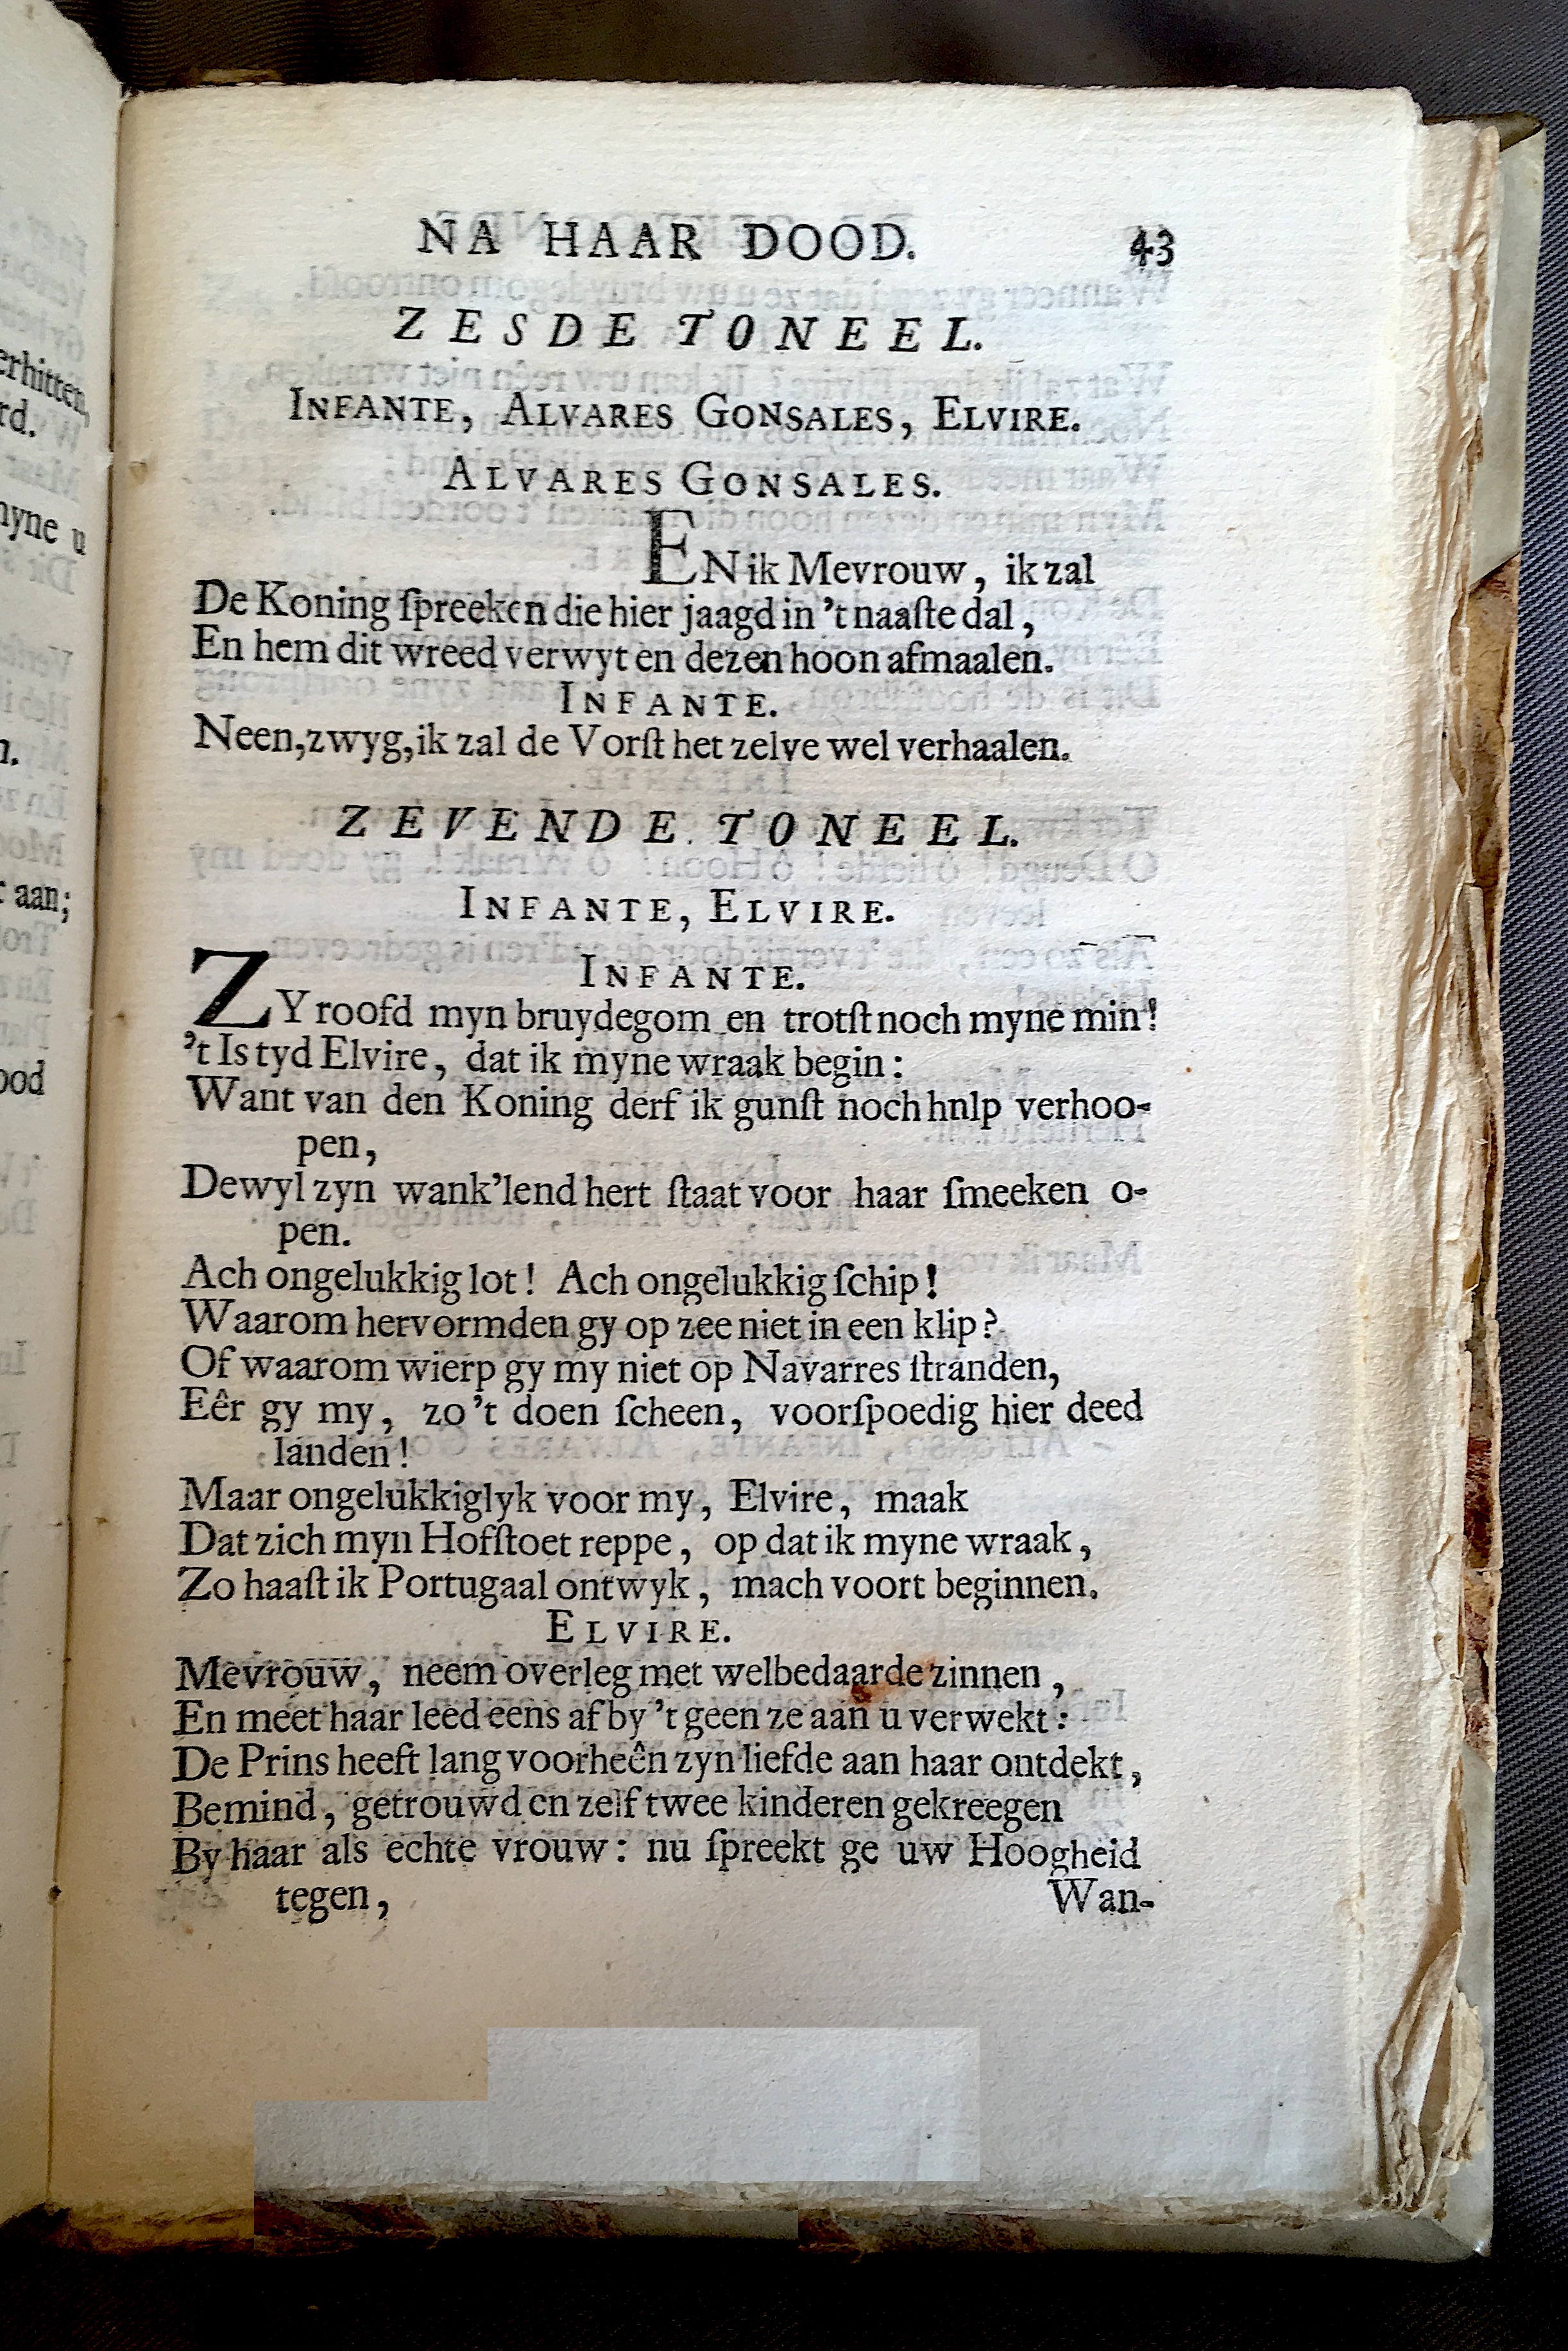 NA HAAR DOOD. 43
ZESDE TONEEL.
INFANTE, ALVARES GONSALES, ELVIRE.
ALVARES GONSALES.
EN ik Mevrouw, ik zal
De Koning ſpreeken die hier jaagd in 't naaſte dal,
En hem dit wreed verwyt en dezen hoon afmaalen.
INFANTE.
Neen, zwyg, ik zal de Vorſt het zelve wel verhaalen.
ZEVENDE TONEEL.
INFANTE, ELVIRE.
INFANTE.
ZY roofd myn bruydegom en trotſt noch myne min!
't Is tyd Elvire, dat ik myne wraak begin:
Want van den Koning derf ik gunſt noch hnlp verhoo-
pen,
Dewyl zyn wank'lend hert ſtaat voor haar ſmeeken o-
pen.
Ach ongelukkig lot! Ach ongelukkig ſchip!
Waarom hervormden gy op zee niet in een klip?
Of waarom wierp gy my niet op Navarres ſtranden,
Eêr gy my, zo 't doen ſcheen, voorſpoedig hier deed
landen!
Maar ongelukkiglyk voor my, Elvire, maak
Dat zich myn Hofſtoet reppe, op dat ik myne wraak,
Zo haaſt ik Portugaal ontwyk, mach voort beginnen.
ELVIRE.
Mevrouw, neem overleg met welbedaarde zinnen,
En meet haar leed eens af by 't geen ze aan u verwekt:
De Prins heeft lang voorheên zyn liefde aan haar ontdekt,
Bemind, getrouwd en zelf twee kinderen gekreegen
By haar als echte vrouw: nu ſpreekt ge uw Hoogheid
tegen,
Wan-
erhitten,
rd.
myne u
n.
r aan;
ood